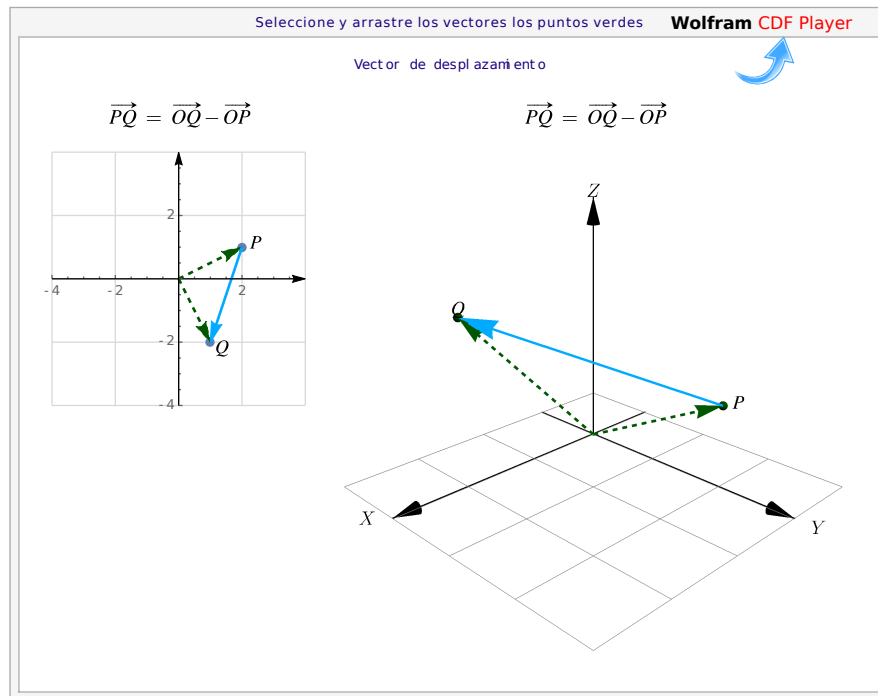 Seleccione y arrastre los vectores los puntos verdes Wolfram CDF Player
Vector de desplazamiento
PQ = OQ − OP
PQ = OQ − OP
Z
2
P
-4 -2 2
Q
-2
Q
-4
P
X
Y